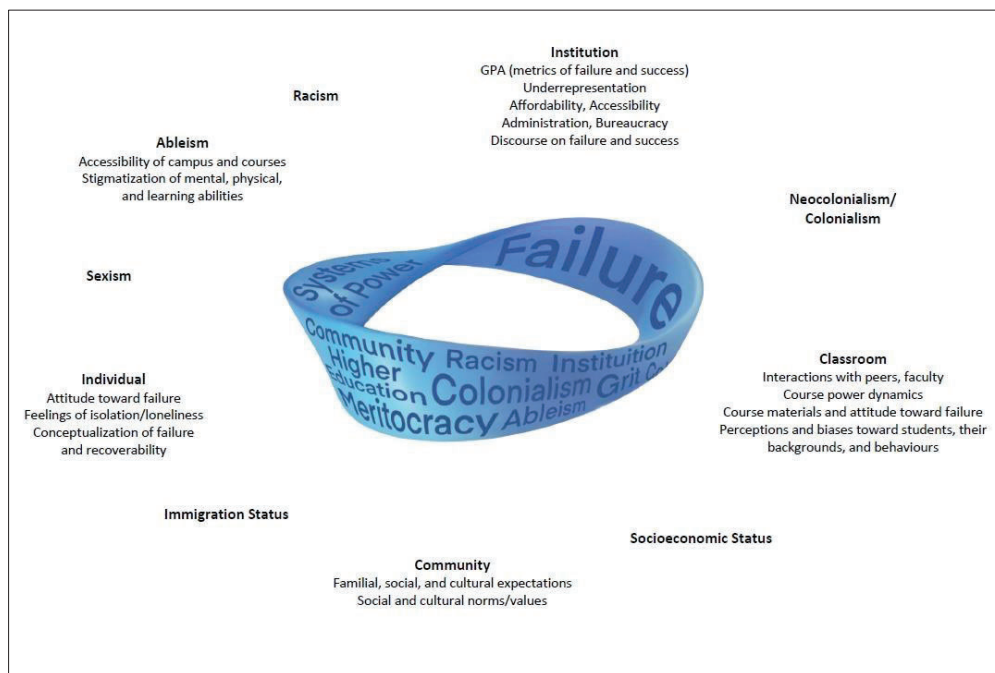 Institution
GPA (metrics of failure and success)
Underrepresentation
Affordability, Accessibility
Administration, Bureaucracy
Discourse on failure and success
Racism
Ableism
Accessibility of campus and courses
Stigmatization of mental, physical,
and learning abilities
Neocolonialism/
Colonialism
Sexism
Systems
of Power
Failure
Community Racism Instituition
Higher
Education Colonialism Grit
Meritocracy Ableism
Individual
Attitude toward failure
Feelings of isolation/loneliness
Conceptualization of failure
and recoverability
Classroom
Interactions with peers, faculty
Course power dynamics
Course materials and attitude toward failure
Perceptions and biases toward students, their
backgrounds, and behaviours
Immigration Status
Socioeconomic Status
Community
Familial, social, and cultural expectations
Social and cultural norms/values